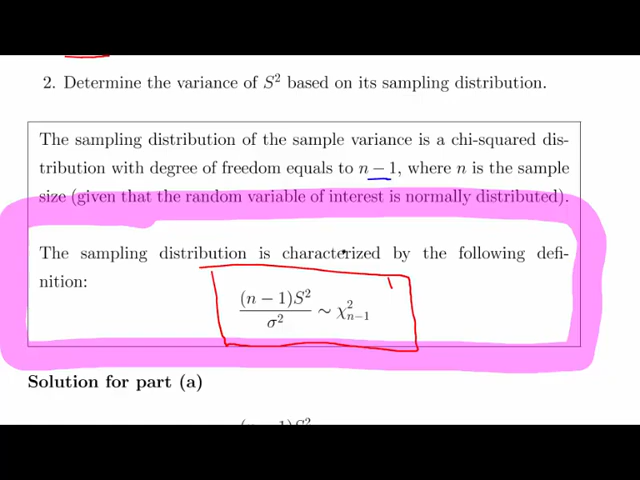 2. Determine the variance of S² based on its sampling distribution.
The sampling distribution of the sample variance is a chi-squared dis-
tribution with degree of freedom equals to n − 1, where n is the sample
size (given that the random variable of interest is normally distributed).
The sampling distribution is characterized by the following defi-
nition:
(n − 1)S² / σ² ∼ χ²ₙ₋₁
Solution for part (a)